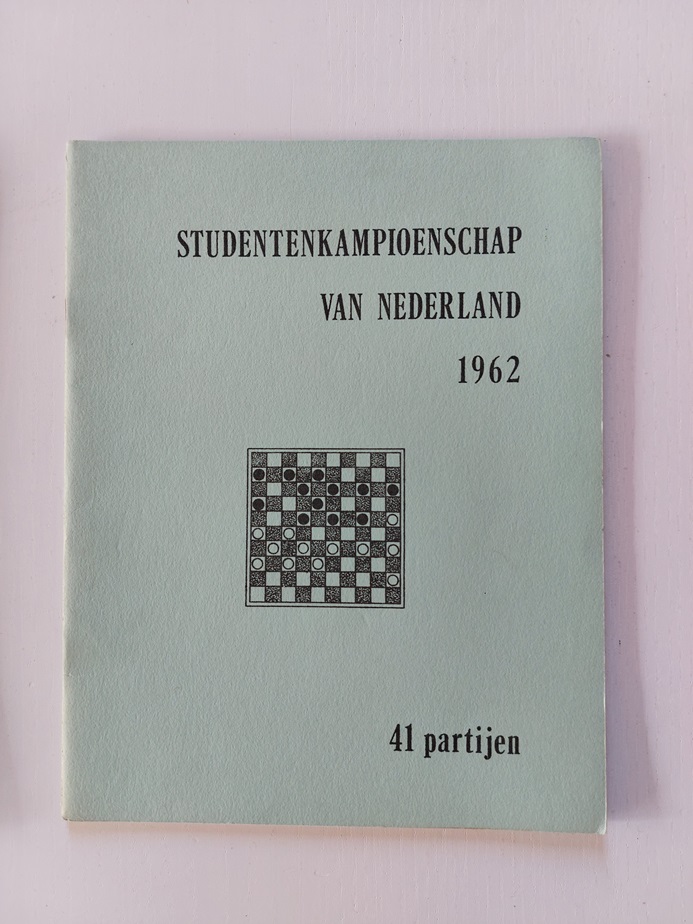 STUDENTENKAMPIOENSCHAP
VAN NEDERLAND
1962
41 partijen